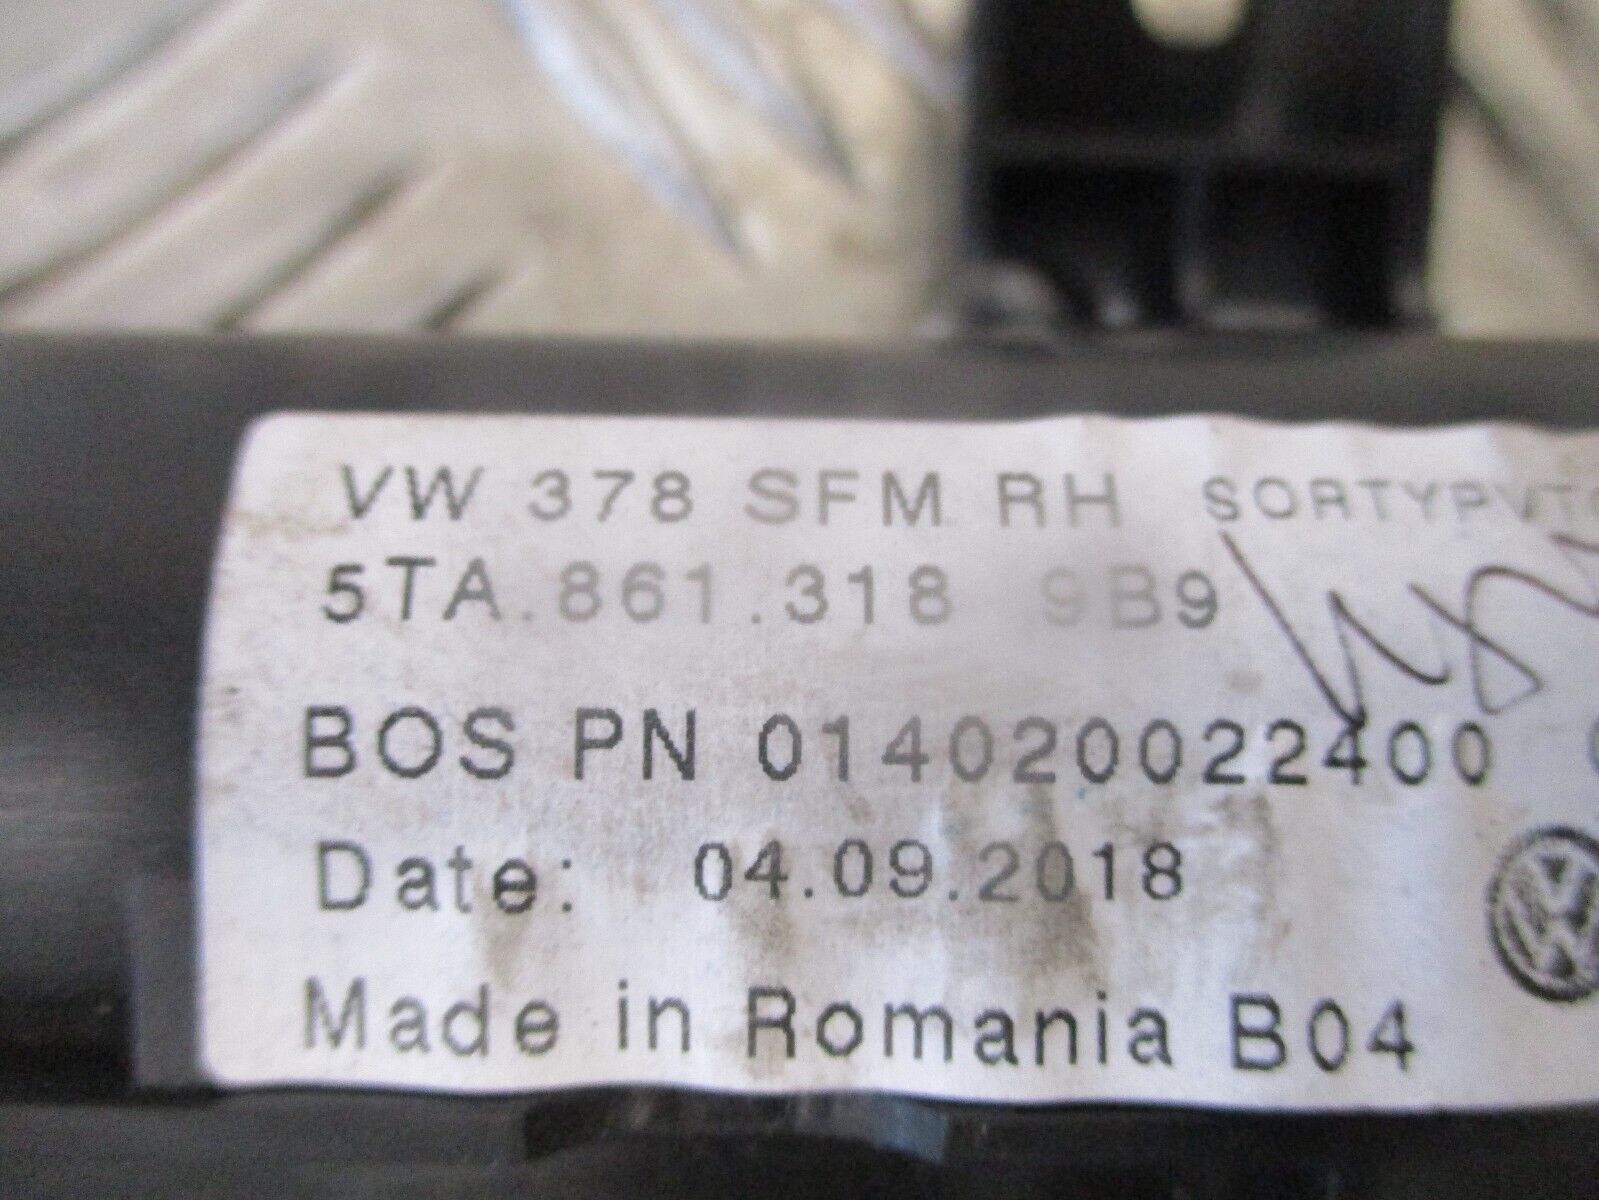 VW 378 SFM RH
5TA.861.318 9B9
BOS PN 014020022400
Date: 04.09.2018
Made in Romania B04